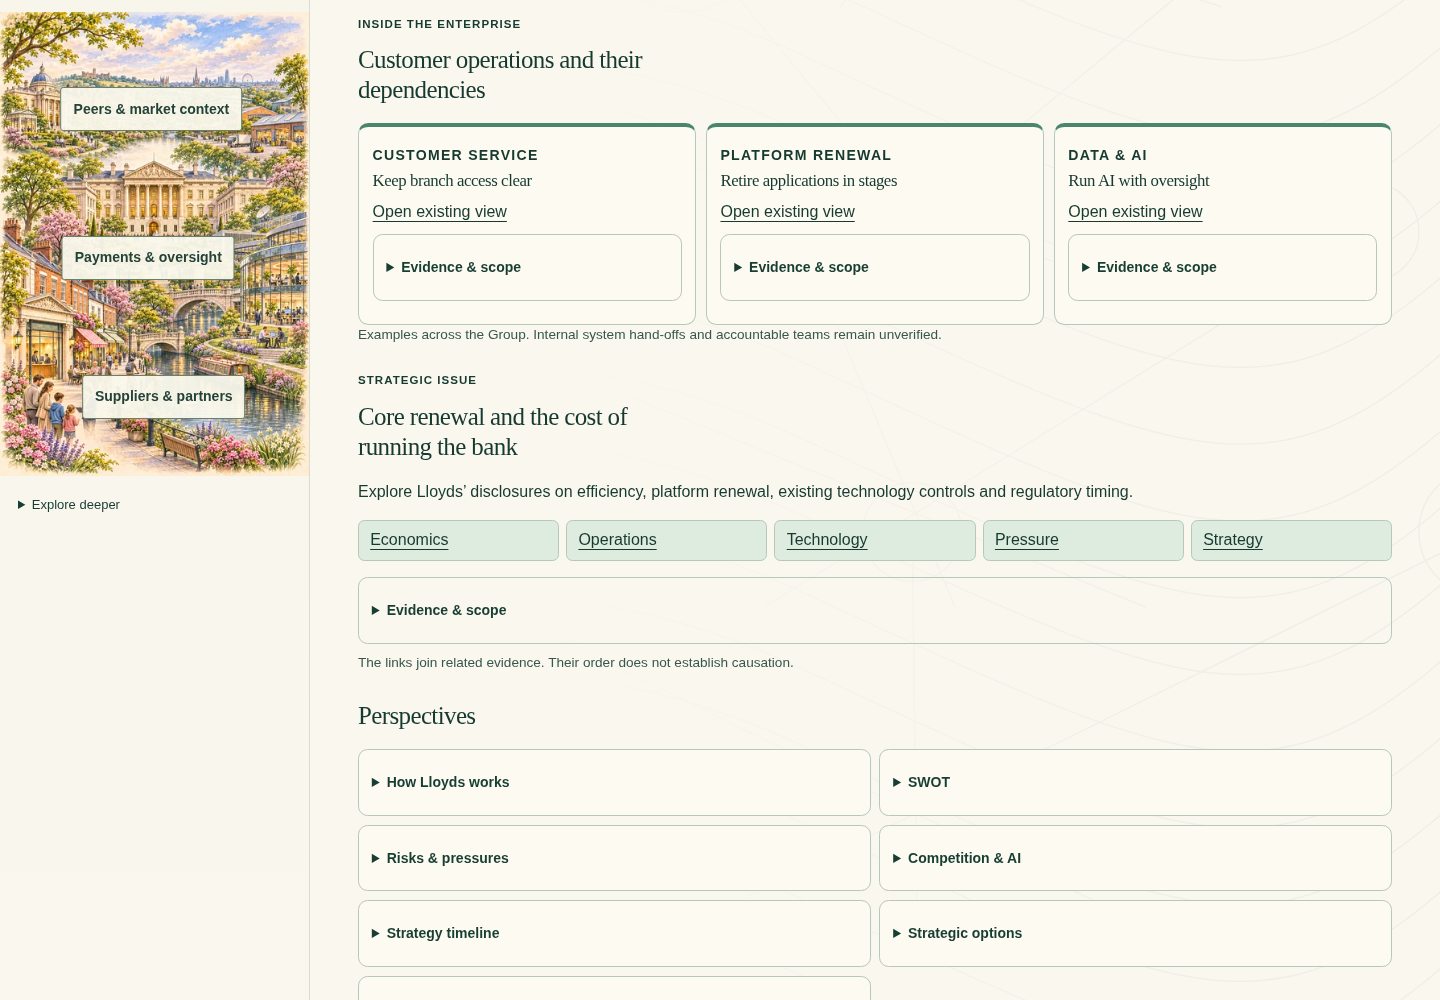 Peers & market context
Payments & oversight
Suppliers & partners
Explore deeper
INSIDE THE ENTERPRISE
Customer operations and their
dependencies
CUSTOMER SERVICE
Keep branch access clear
Open existing view
Evidence & scope
PLATFORM RENEWAL
Retire applications in stages
Open existing view
Evidence & scope
DATA & AI
Run AI with oversight
Open existing view
Evidence & scope
Examples across the Group. Internal system hand-offs and accountable teams remain unverified.
STRATEGIC ISSUE
Core renewal and the cost of
running the bank
Explore Lloyds’ disclosures on efficiency, platform renewal, existing technology controls and regulatory timing.
Economics
Operations
Technology
Pressure
Strategy
Evidence & scope
The links join related evidence. Their order does not establish causation.
Perspectives
How Lloyds works
SWOT
Risks & pressures
Competition & AI
Strategy timeline
Strategic options